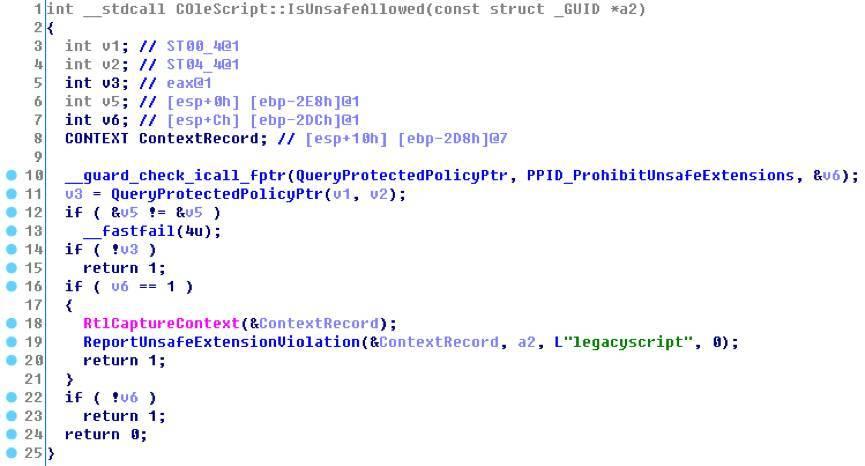 1 int __stdcall COleScript::IsUnsafeAllowed(const struct _GUID *a2)
2 {
3 int v1; // ST00_4@1
4 int v2; // ST04_4@1
5 int v3; // eax@1
6 int v5; // [esp+0h] [ebp-2E8h]@1
7 int v6; // [esp+Ch] [ebp-2DCh]@1
8 CONTEXT ContextRecord; // [esp+10h] [ebp-2D8h]@7
9
10 __guard_check_icall_fptr(QueryProtectedPolicyPtr, PPID_ProhibitUnsafeExtensions, &v6);
11 v3 = QueryProtectedPolicyPtr(v1, v2);
12 if ( &v5 != &v5 )
13 __fastfail(4u);
14 if ( !v3 )
15 return 1;
16 if ( v6 == 1 )
17 {
18 RtlCaptureContext(&ContextRecord);
19 ReportUnsafeExtensionViolation(&ContextRecord, a2, L"legacyscript", 0);
20 return 1;
21 }
22 if ( !v6 )
23 return 1;
24 return 0;
25 }